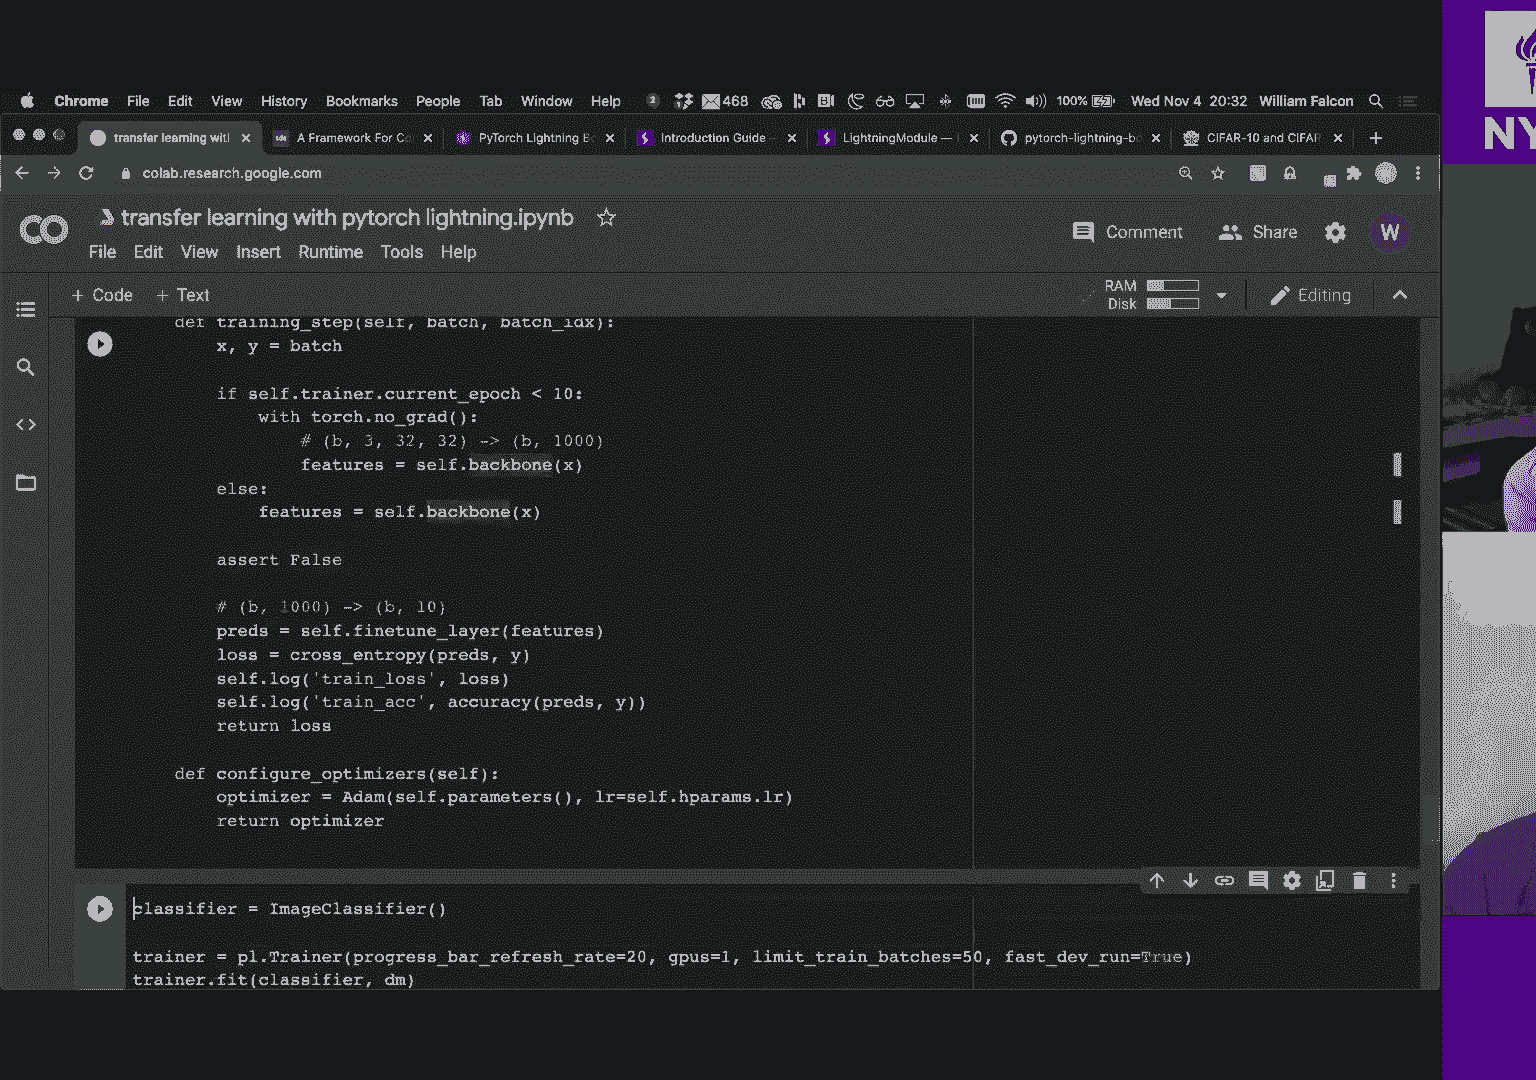 Chrome File Edit View History Bookmarks People Tab Window Help 2 468 100% Wed Nov 4 20:32 William Falcon
transfer learning witl A Framework For Co PyTorch Lightning B Introduction Guide LightningModule — pytorch-lightning-bo CIFAR-10 and CIFAR
colab.research.google.com
CO transfer learning with pytorch lightning.ipynb
Comment Share W
File Edit View Insert Runtime Tools Help
+ Code + Text
RAM
Disk
Editing
def training_step(self, batch, batch_idx):
x, y = batch
if self.trainer.current_epoch < 10:
with torch.no_grad():
# (b, 3, 32, 32) -> (b, 1000)
features = self.backbone(x)
else:
features = self.backbone(x)
assert False
# (b, 1000) -> (b, 10)
preds = self.finetune_layer(features)
loss = cross_entropy(preds, y)
self.log('train_loss', loss)
self.log('train_acc', accuracy(preds, y))
return loss
def configure_optimizers(self):
optimizer = Adam(self.parameters(), lr=self.hparams.lr)
return optimizer
classifier = ImageClassifier()
trainer = pl.Trainer(progress_bar_refresh_rate=20, gpus=1, limit_train_batches=50, fast_dev_run=True)
trainer.fit(classifier, dm)
NY